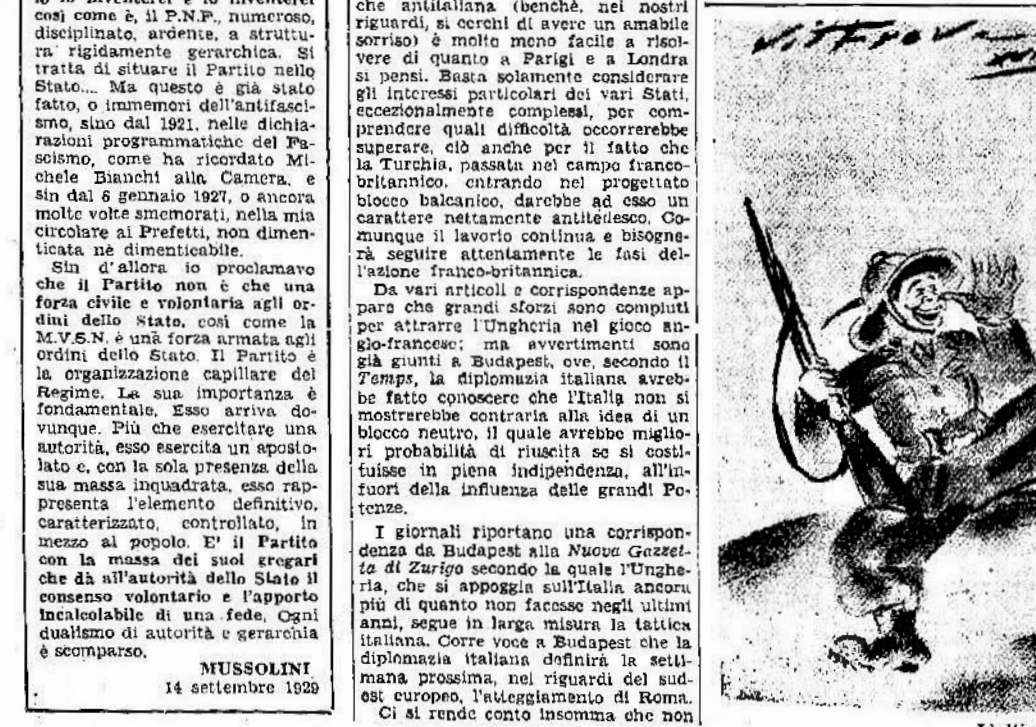 così come è, il P.N.F., numeroso,
disciplinato, ardente, a struttu-
ra rigidamente gerarchica. Si
tratta di situare il Partito nello
Stato.... Ma questo è già stato
fatto, o immemori dell'antifasci-
smo, sino dal 1921, nelle dichia-
razioni programmatiche del Fa-
scismo, come ha ricordato Mi-
chele Bianchi alla Camera, e
sin dal 6 gennaio 1927, o ancora
molte volte smemorati, nella mia
circolare ai Prefetti, non dimen-
ticata nè dimenticabile.
Sin d'allora io proclamavo
che il Partito non è che una
forza civile e volontaria agli or-
dini dello Stato, così come la
M.V.S.N. è una forza armata agli
ordini dello Stato. Il Partito è
la organizzazione capillare del
Regime. La sua importanza è
fondamentale. Esso arriva do-
vunque. Più che esercitare una
autorità, esso esercita un aposto-
lato e, con la sola presenza della
sua massa inquadrata, esso rap-
presenta l'elemento definitivo,
caratterizzato, controllato, in
mezzo al popolo. E' il Partito
con la massa dei suoi gregari
che dà all'autorità dello Stato il
consenso volontario e l'apporto
incalcolabile di una fede. Ogni
dualismo di autorità e gerarchia
è scomparso.
MUSSOLINI
14 settembre 1929
che antitaliana (benchè, nei nostri
riguardi, si cerchi di avere un amabile
sorriso) è molto meno facile a risol-
vere di quanto a Parigi e a Londra
si pensi. Basta solamente considerare
gli interessi particolari dei vari Stati,
eccezionalmente complessi, per com-
prendere quali difficoltà occorrerebbe
superare, ciò anche per il fatto che
la Turchia, passata nel campo franco-
britannico, entrando nel progettato
blocco balcanico, darebbe ad esso un
carattere nettamente antitedesco. Co-
munque il lavorio continua e bisogne-
rà seguire attentamente le fasi del-
l'azione franco-britannica.
Da vari articoli e corrispondenze ap-
pare che grandi sforzi sono compiuti
per attrarre l'Ungheria nel gioco an-
glo-francese; ma avvertimenti sono
già giunti a Budapest, ove, secondo il
Temps, la diplomazia italiana avreb-
be fatto conoscere che l'Italia non si
mostrerebbe contraria alla idea di un
blocco neutro, il quale avrebbe miglio-
ri probabilità di riuscita se si costi-
tuisse in piena indipendenza, all'in-
fuori della influenza delle grandi Po-
tenze.
I giornali riportano una corrispon-
denza da Budapest alla Nuova Gazzet-
ta di Zurigo secondo la quale l'Unghe-
ria, che si appoggia sull'Italia ancora
più di quanto non facesse negli ultimi
anni, segue in larga misura la tattica
italiana. Corre voce a Budapest che la
diplomazia italiana definirà la setti-
mana prossima, nei riguardi del sud-
est europeo, l'atteggiamento di Roma.
Ci si rende conto insomma che non